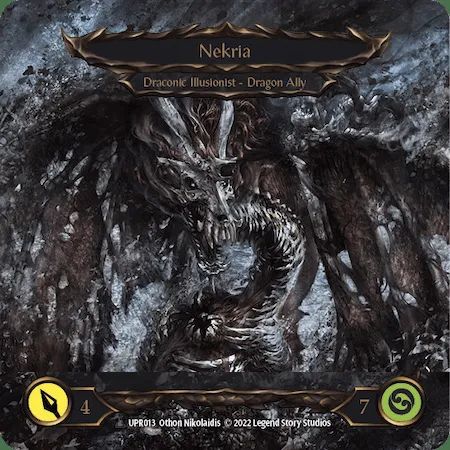 Nekria
Draconic Illusionist - Dragon Ally
4
7
UPR013 Othon Nikolaidis © 2022 Legend Story Studios